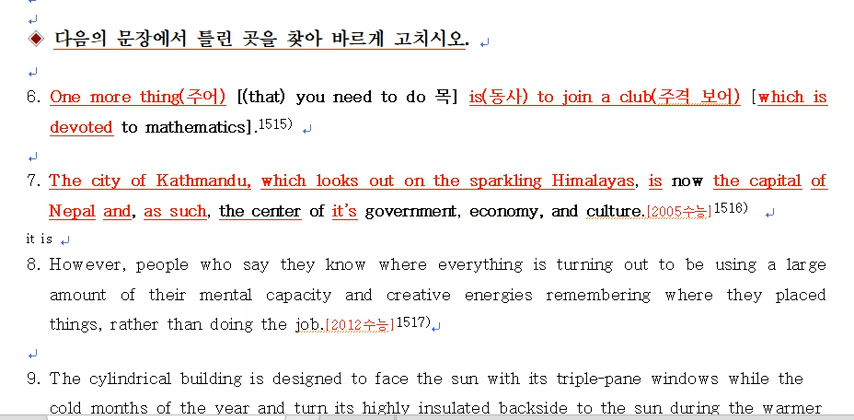 ◈ 다음의 문장에서 틀린 곳을 찾아 바르게 고치시오.
6. One more thing(주어) [(that) you need to do 목] is(동사) to join a club(주격 보어) [which is
devoted to mathematics].1515)
7. The city of Kathmandu, which looks out on the sparkling Himalayas, is now the capital of
Nepal and, as such, the center of it's government, economy, and culture.[2005수능]1516)
it is
8. However, people who say they know where everything is turning out to be using a large
amount of their mental capacity and creative energies remembering where they placed
things, rather than doing the job.[2012수능]1517)
9. The cylindrical building is designed to face the sun with its triple-pane windows while the
cold months of the year and turn its highly insulated backside to the sun during the warmer